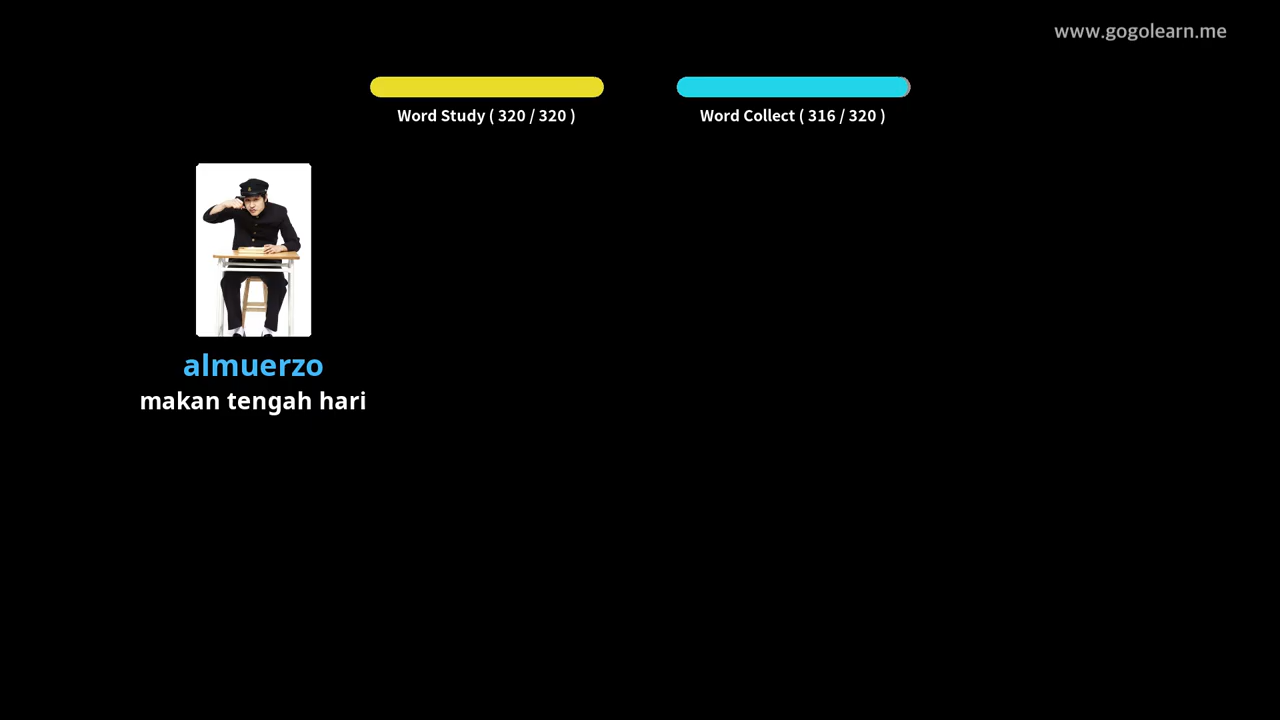 www.gogolearn.me
Word Study ( 320 / 320 )
Word Collect ( 316 / 320 )
almuerzo
makan tengah hari